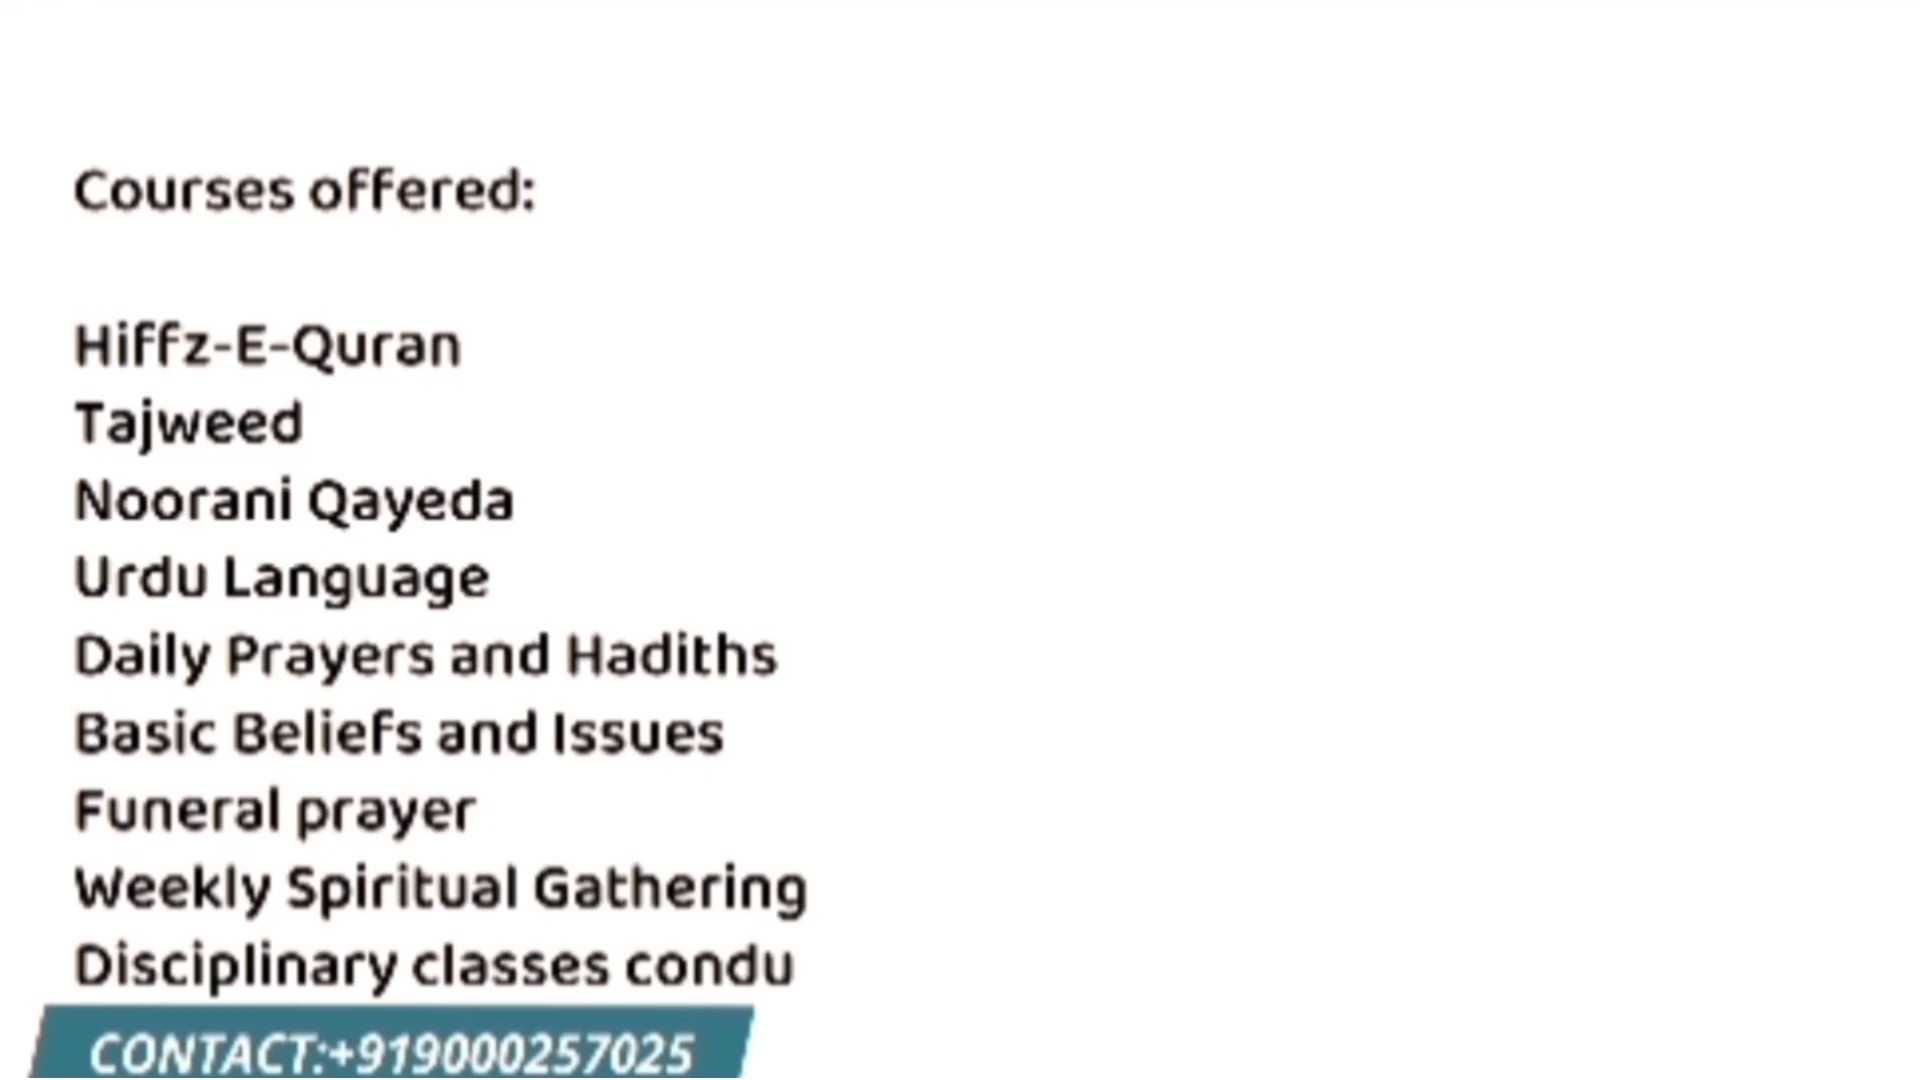 Courses offered:
Hiffz-E-Quran
Tajweed
Noorani Qayeda
Urdu Language
Daily Prayers and Hadiths
Basic Beliefs and Issues
Funeral prayer
Weekly Spiritual Gathering
Disciplinary classes condu
CONTACT:+919000257025